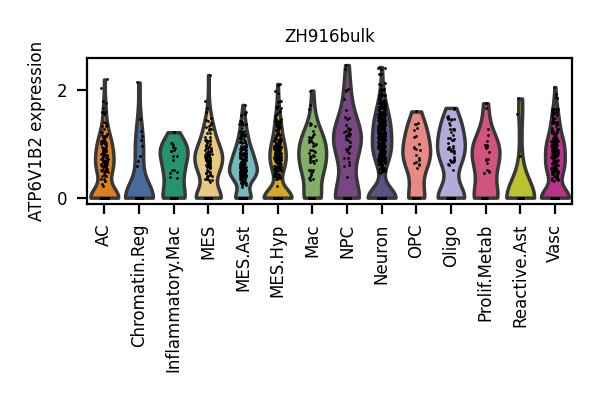 ZH916bulk
ATP6V1B2 expression
2
0
AC
Chromatin.Reg
Inflammatory.Mac
MES
MES.Ast
MES.Hyp
Mac
NPC
Neuron
OPC
Oligo
Prolif.Metab
Reactive.Ast
Vasc